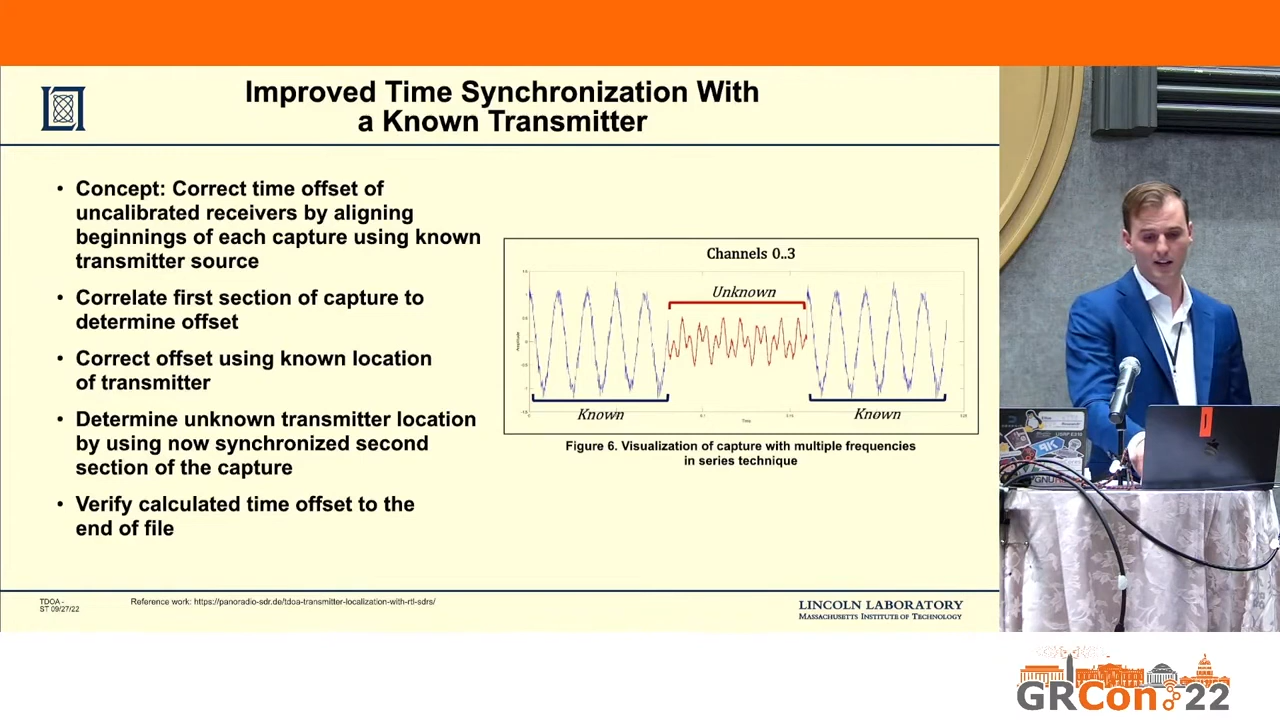 Improved Time Synchronization With
a Known Transmitter
• Concept: Correct time offset of
uncalibrated receivers by aligning
beginnings of each capture using known
transmitter source
• Correlate first section of capture to
determine offset
• Correct offset using known location
of transmitter
• Determine unknown transmitter location
by using now synchronized second
section of the capture
• Verify calculated time offset to the
end of file
Channels 0..3
Unknown
Known
Known
Amplitude
Time
Figure 6. Visualization of capture with multiple frequencies
in series technique
TDOA -
ST 09/27/22
Reference work: https://panoradio-sdr.de/tdoa-transmitter-localization-with-rtl-sdrs/
LINCOLN LABORATORY
MASSACHUSETTS INSTITUTE OF TECHNOLOGY
GRCon 22